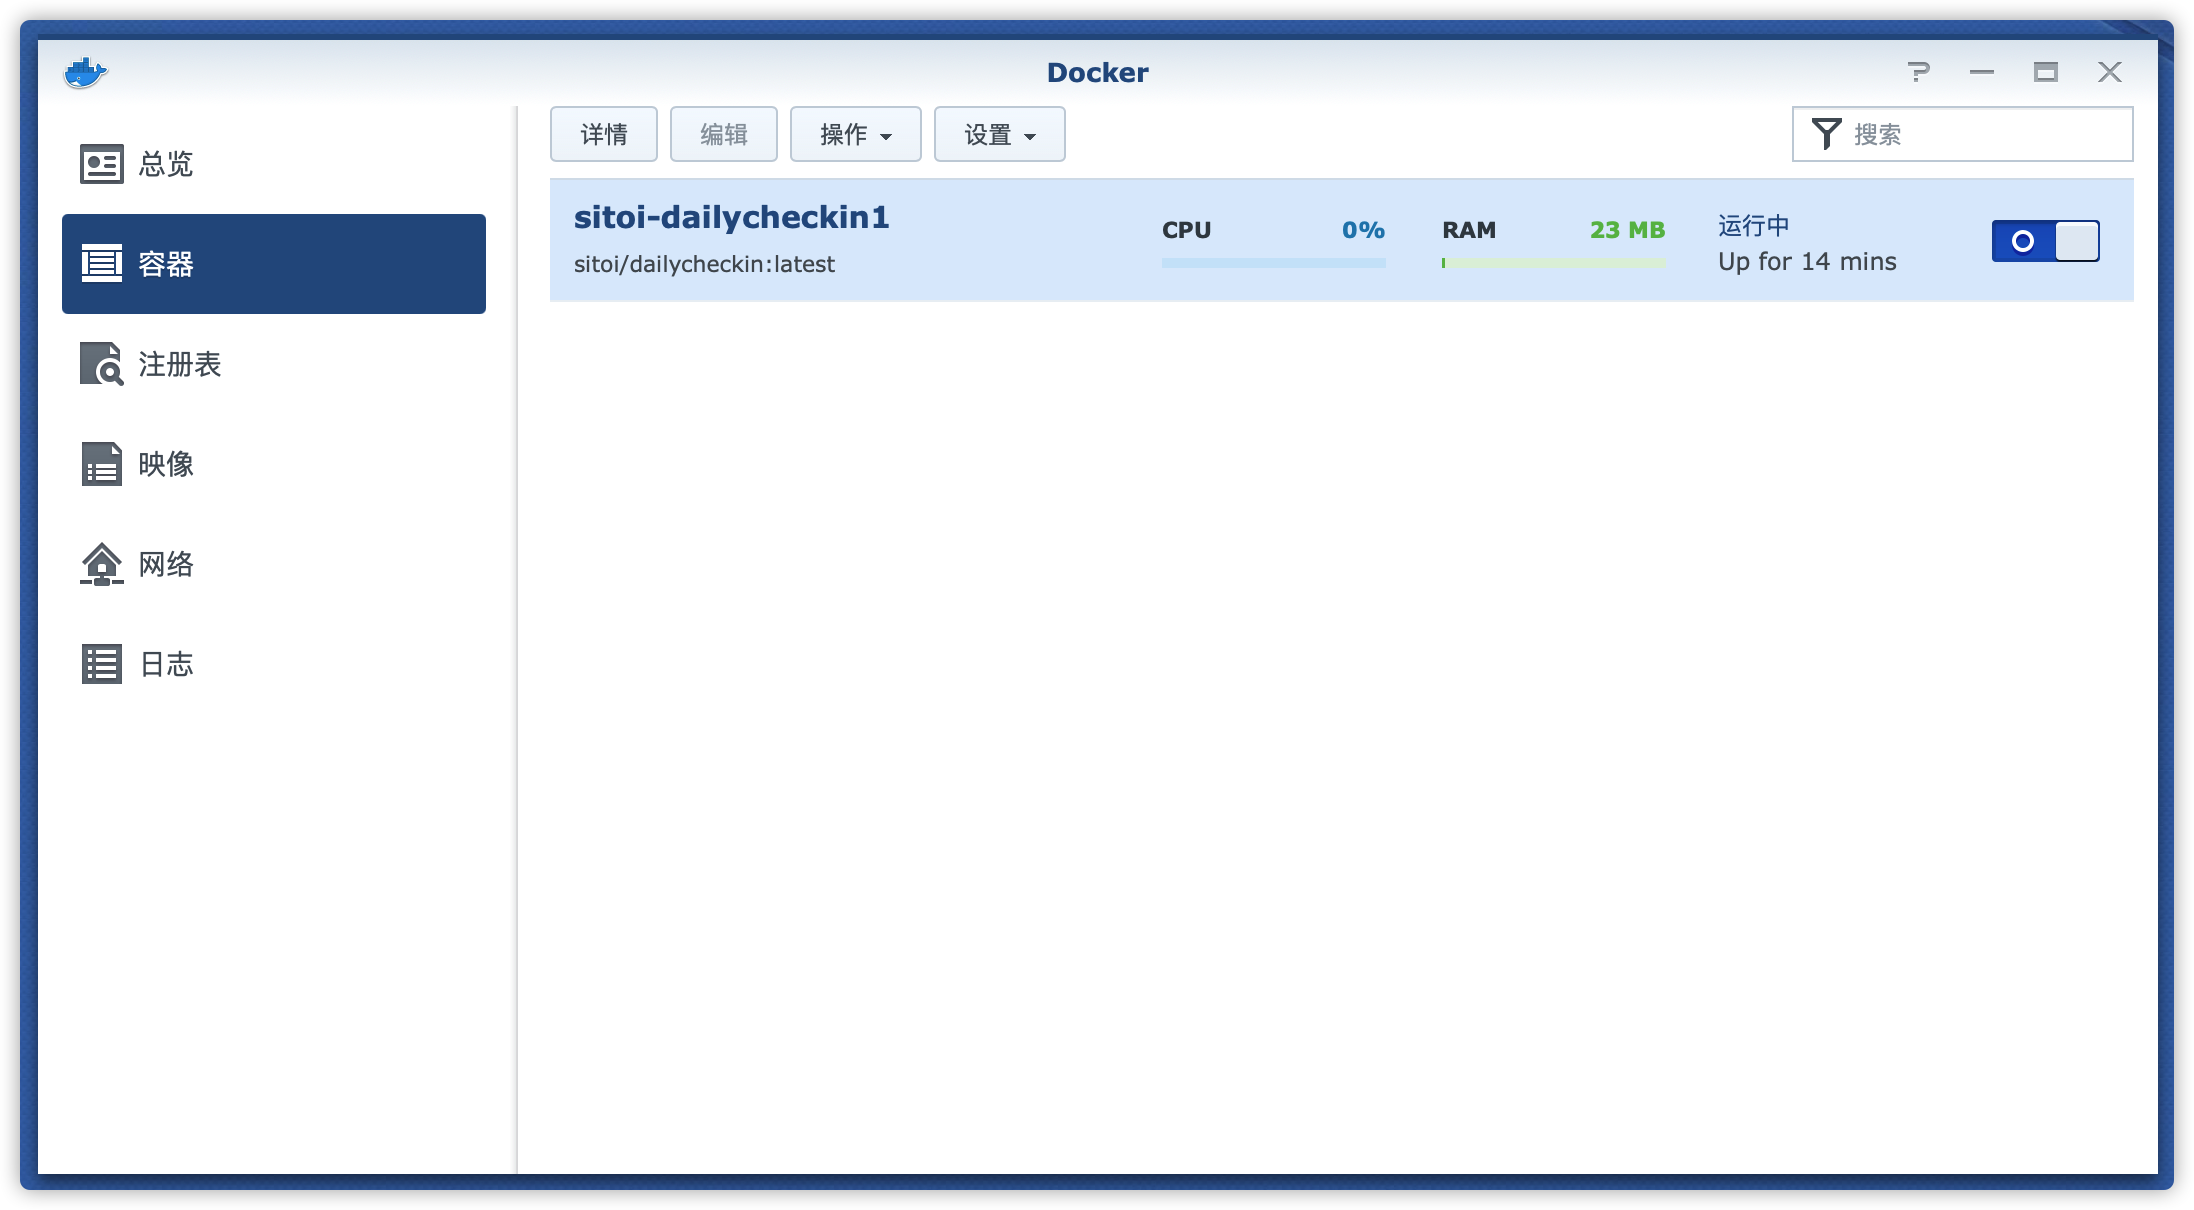 Docker
总览
容器
注册表
映像
网络
日志
详情 编辑 操作 设置 搜索
sitoi-dailycheckin1
sitoi/dailycheckin:latest
CPU 0%
RAM 23 MB
运行中
Up for 14 mins